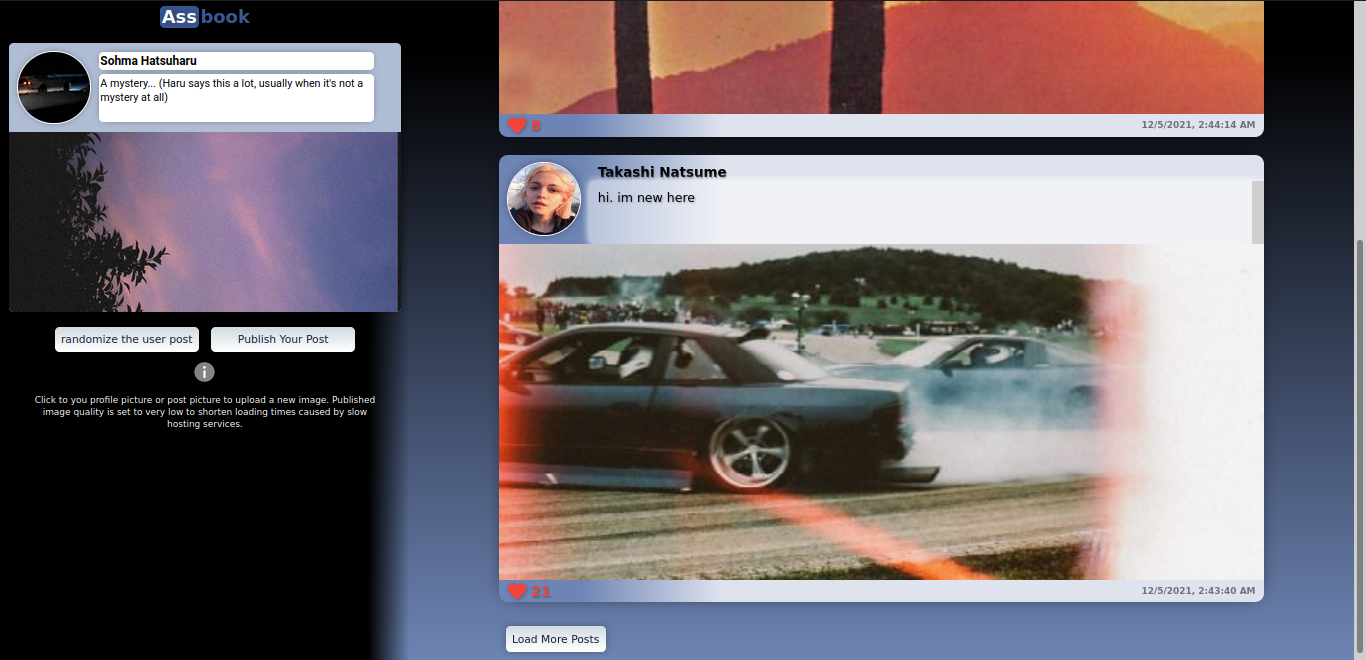 Assbook
Sohma Hatsuharu
A mystery... (Haru says this a lot, usually when it's not a
mystery at all)
randomize the user post
Publish Your Post
i
Click to you profile picture or post picture to upload a new image. Published
image quality is set to very low to shorten loading times caused by slow
hosting services.
8
12/5/2021, 2:44:14 AM
Takashi Natsume
hi. im new here
21
12/5/2021, 2:43:40 AM
Load More Posts